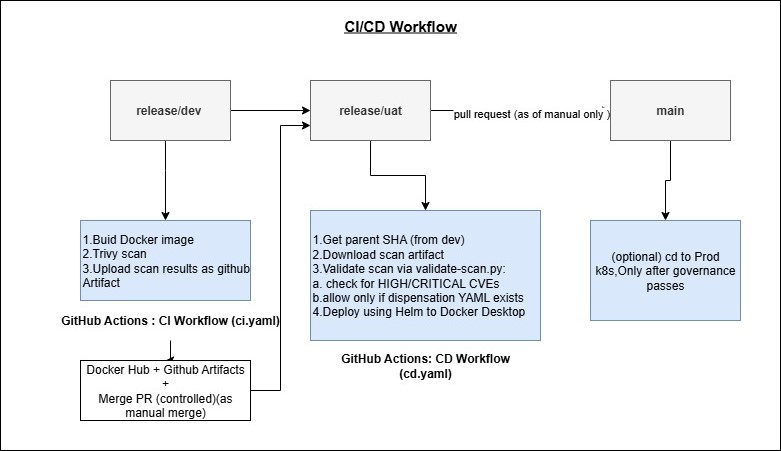 CI/CD Workflow
release/dev
release/uat
pull request (as of manual only )
main
1.Buid Docker image
2.Trivy scan
3.Upload scan results as github
Artifact
GitHub Actions : CI Workflow (ci.yaml)
Docker Hub + Github Artifacts
+
Merge PR (controlled)(as
manual merge)
1.Get parent SHA (from dev)
2.Download scan artifact
3.Validate scan via validate-scan.py:
a. check for HIGH/CRITICAL CVEs
b.allow only if dispensation YAML exists
4.Deploy using Helm to Docker Desktop
GitHub Actions: CD Workflow
(cd.yaml)
(optional) cd to Prod
k8s,Only after governance
passes